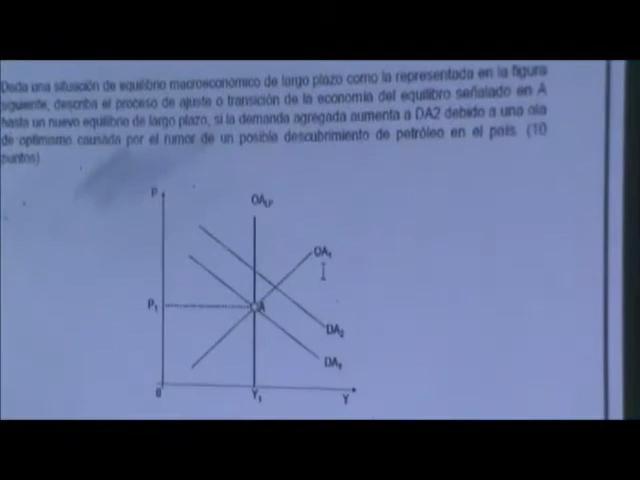 Dada una situación de equilibrio macroeconómico de largo plazo como la representada en la figura
siguiente, describa el proceso de ajuste o transición de la economía del equilibro señalado en A
hasta un nuevo equilibrio de largo plazo, si la demanda agregada aumenta a DA2 debido a una ola
de optimismo causada por el rumor de un posible descubrimiento de petróleo en el país. (10
puntos)
P
OALP
OA1
P1
A
DA2
DA1
0
Y1
Y